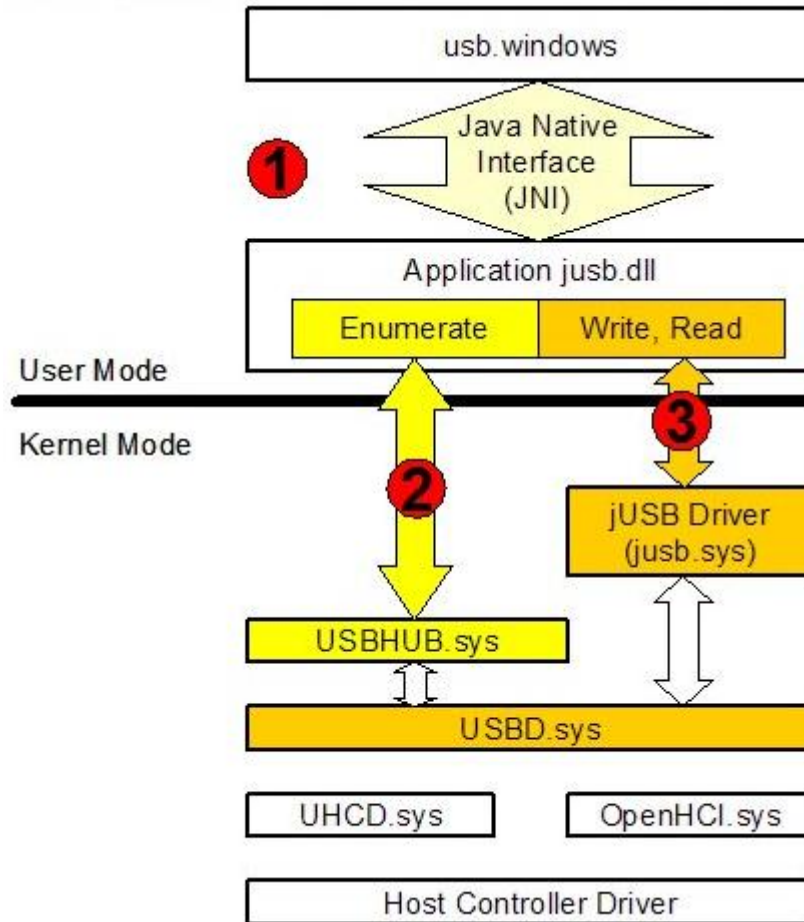 usb.windows
Java Native
Interface
(JNI)
1
Application jusb.dll
Enumerate
Write, Read
User Mode
3
Kernel Mode
2
jUSB Driver
(jusb.sys)
USBHUB.sys
USBD.sys
UHCD.sys
OpenHCI.sys
Host Controller Driver